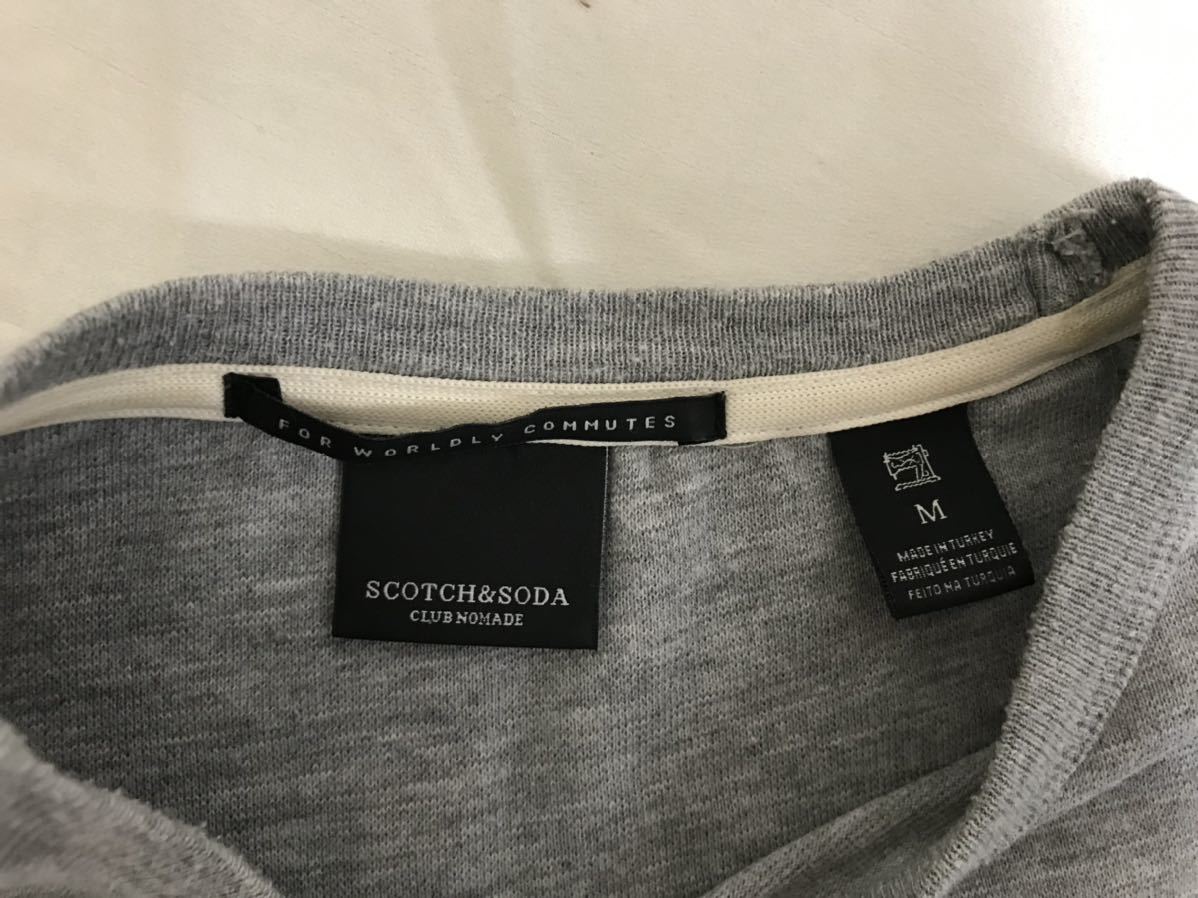 FOR WORLDLY COMMUTES
SCOTCH&SODA
CLUB NOMADE
M
MADE IN TURKEY
FABRIQUÉ EN TURQUIE
FEITO NA TURQUIA